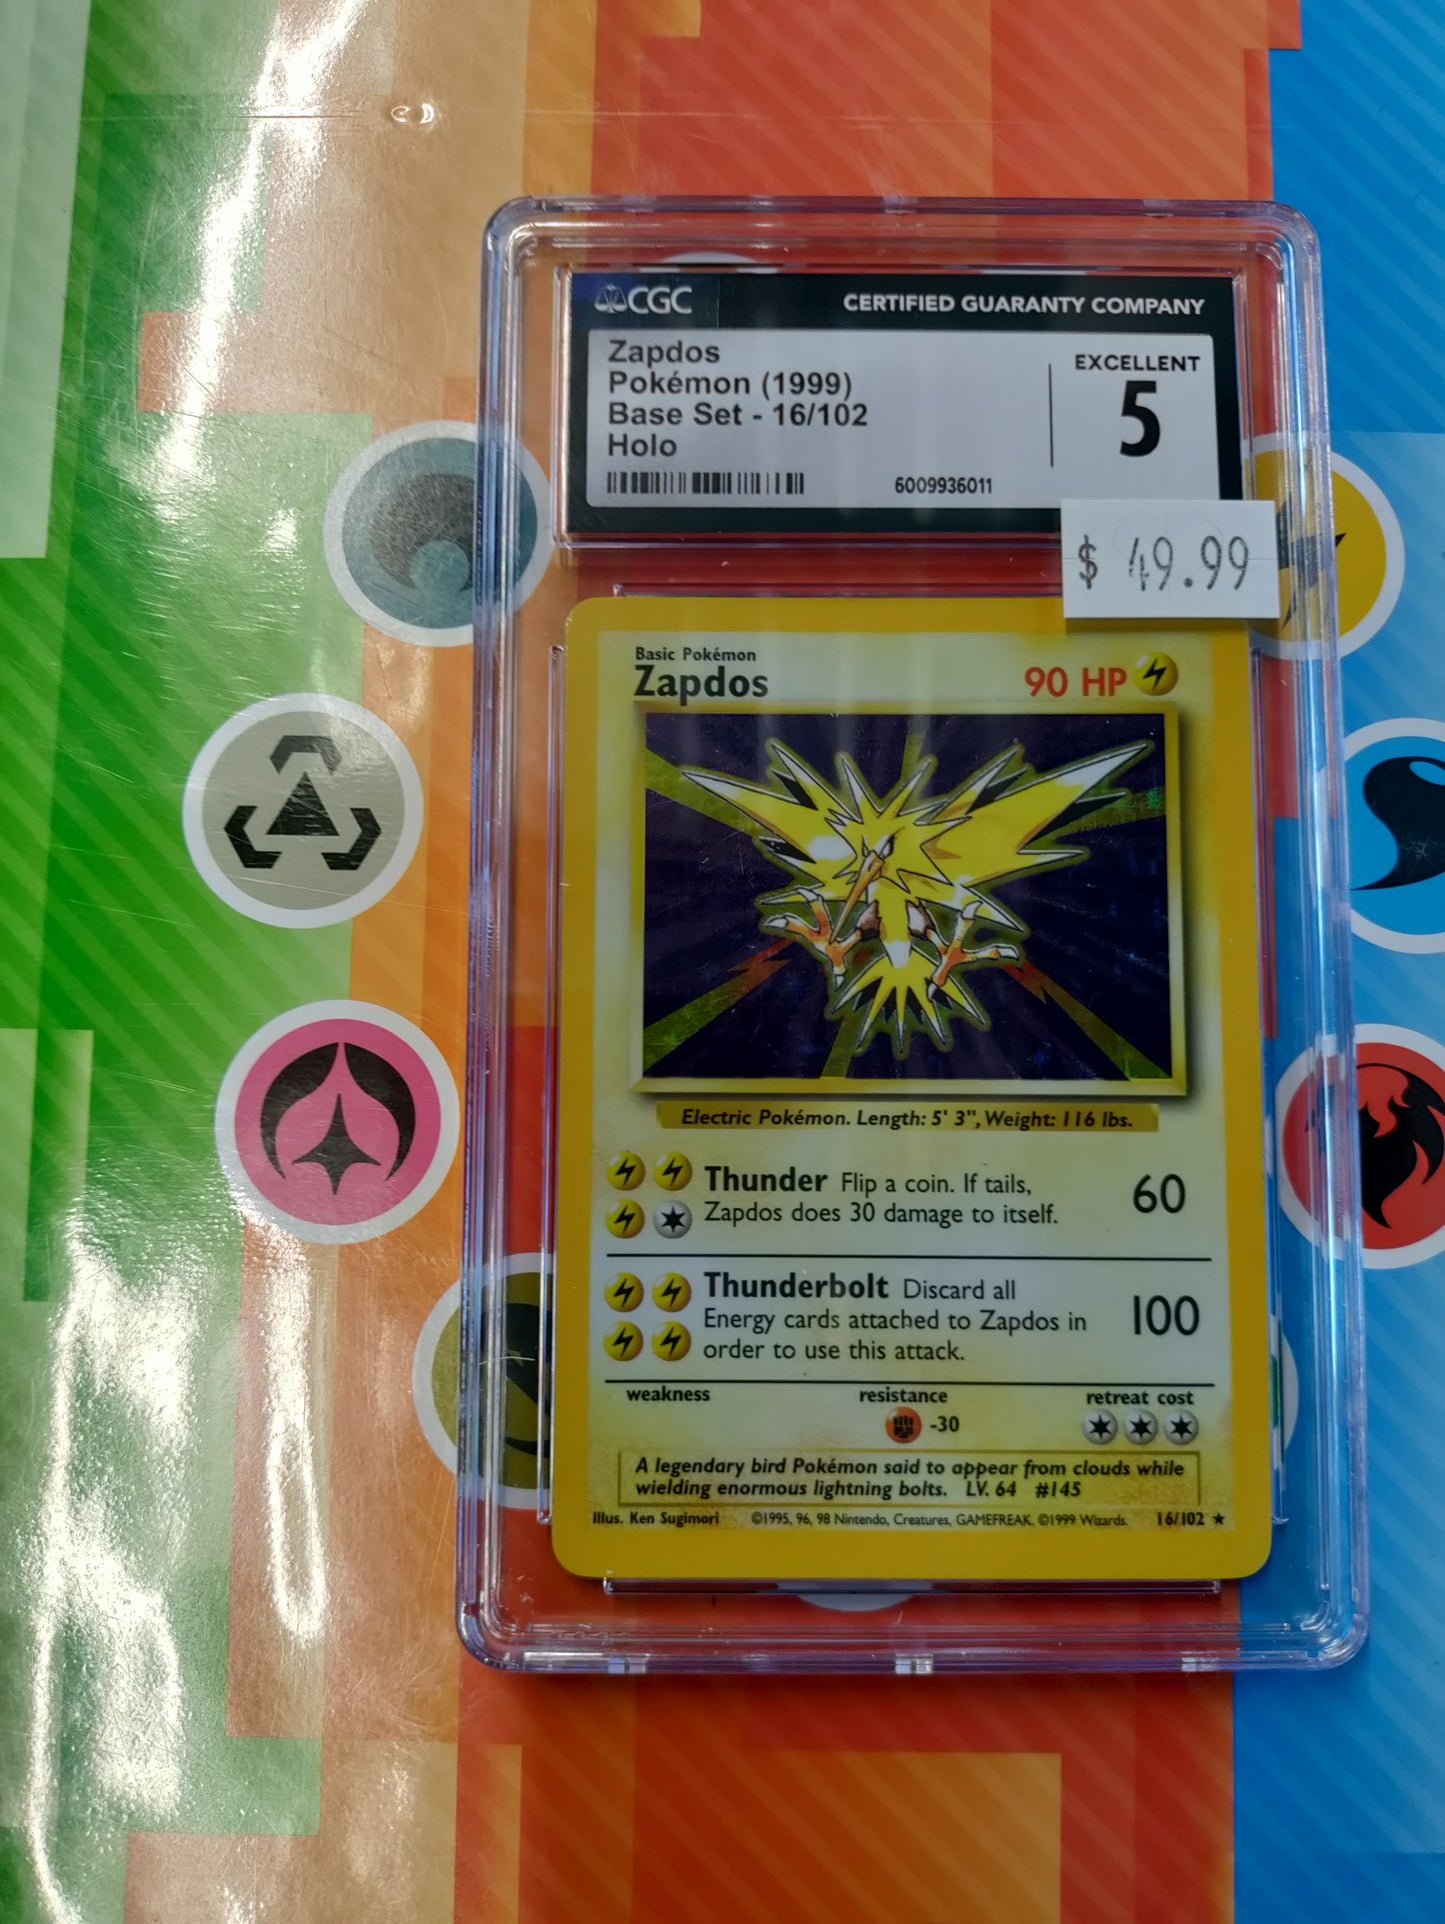 CGC CERTIFIED GUARANTY COMPANY
Zapdos
Pokémon (1999)
Base Set - 16/102
Holo
EXCELLENT
5
6009936011
$ 49.99
Basic Pokémon
Zapdos
90 HP
Electric Pokémon. Length: 5' 3", Weight: 116 lbs.
Thunder Flip a coin. If tails,
Zapdos does 30 damage to itself.
60
Thunderbolt Discard all
Energy cards attached to Zapdos in
order to use this attack.
100
weakness resistance retreat cost
-30
A legendary bird Pokémon said to appear from clouds while
wielding enormous lightning bolts. LV. 64 #145
Illus. Ken Sugimori ©1995, 96, 98 Nintendo, Creatures, GAMEFREAK. ©1999 Wizards. 16/102 ★